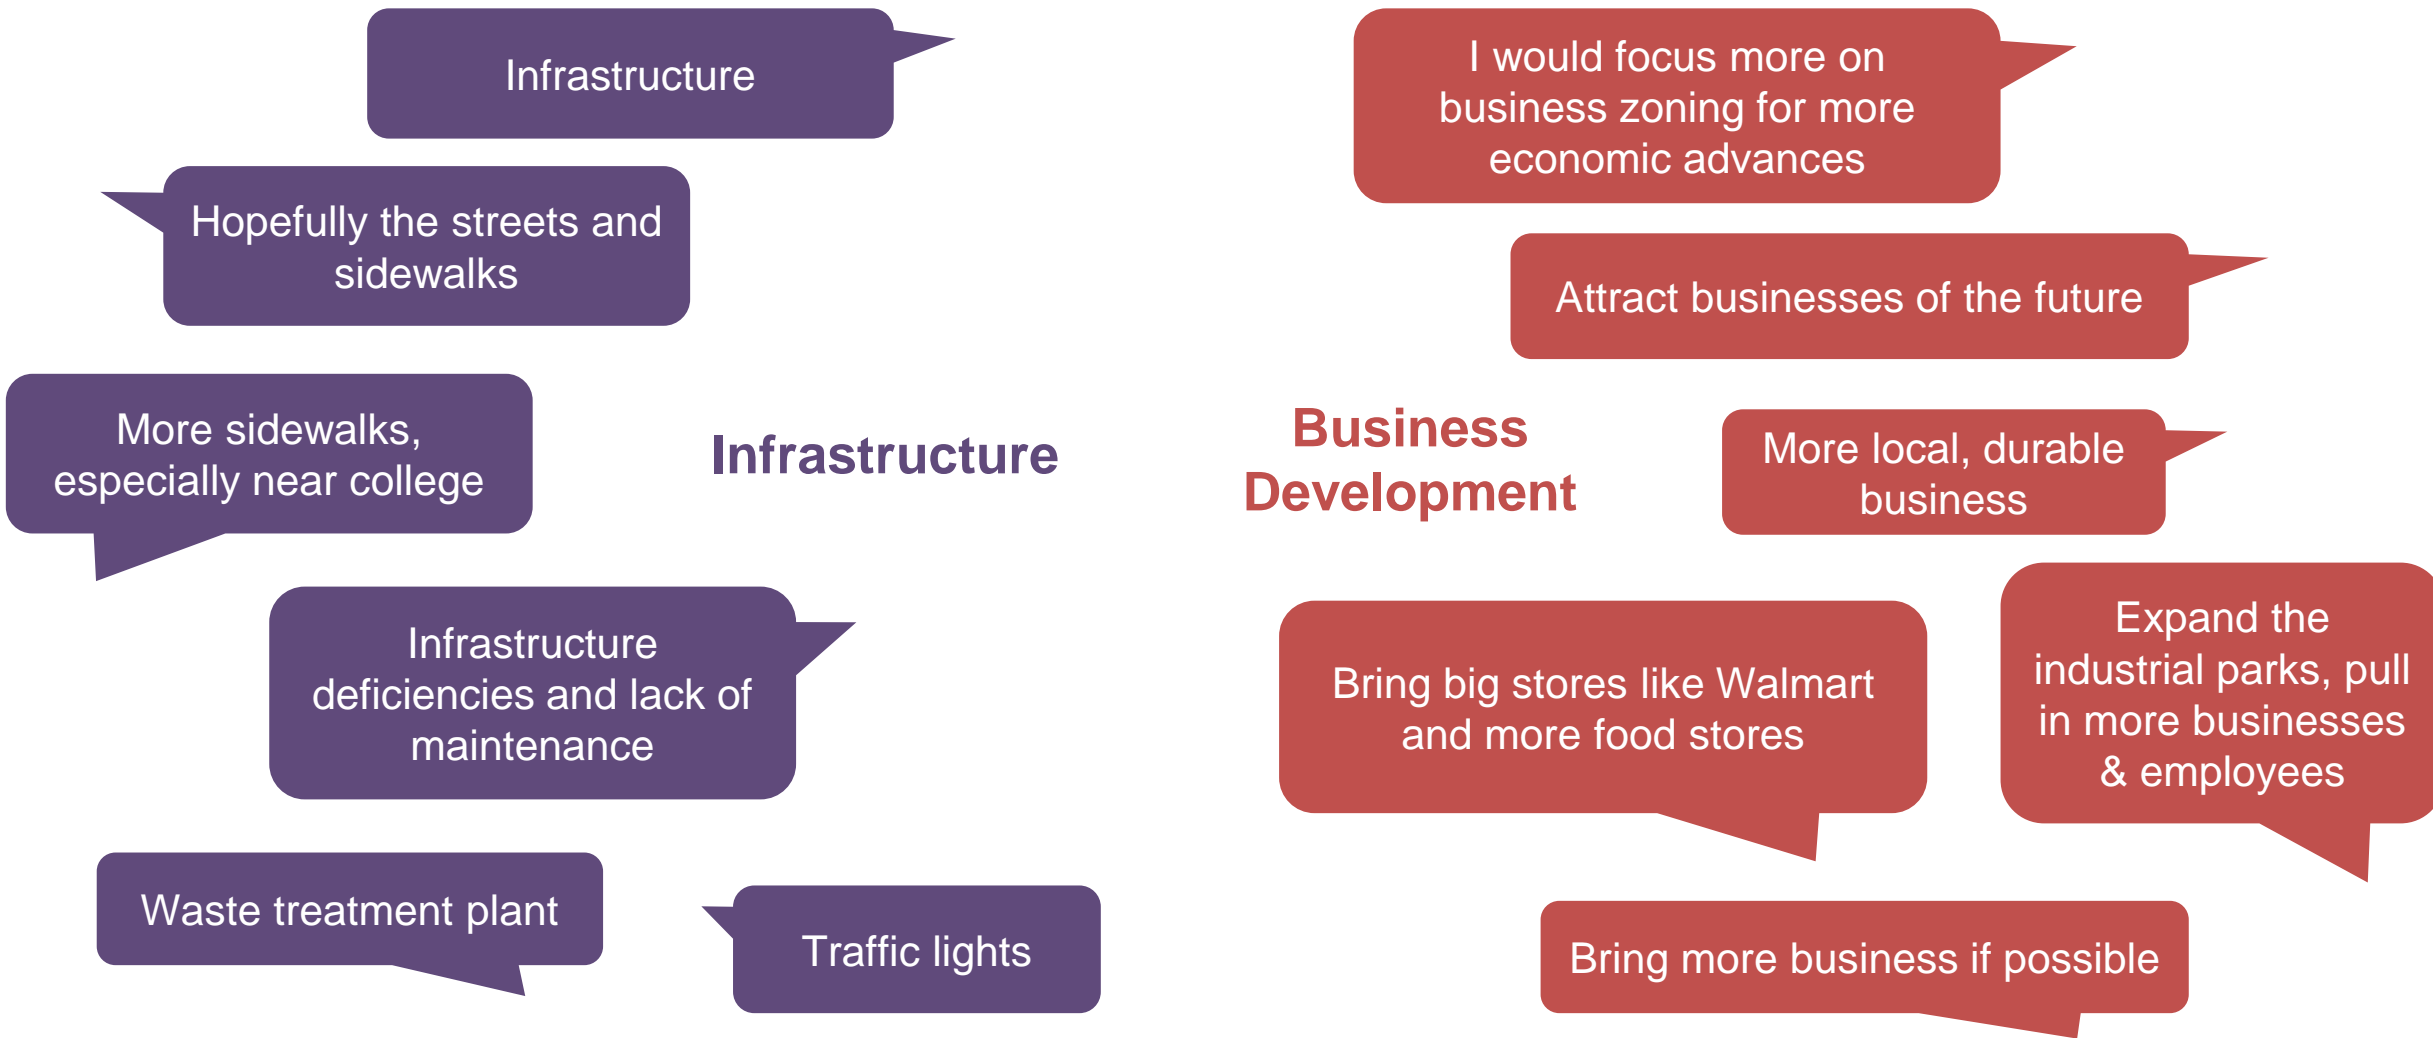 Infrastructure
Hopefully the streets and
sidewalks
More sidewalks,
especially near college
Infrastructure
Infrastructure
deficiencies and lack of
maintenance
Waste treatment plant
Traffic lights
I would focus more on
business zoning for more
economic advances
Attract businesses of the future
Business
Development
More local, durable
business
Bring big stores like Walmart
and more food stores
Expand the
industrial parks, pull
in more businesses
& employees
Bring more business if possible